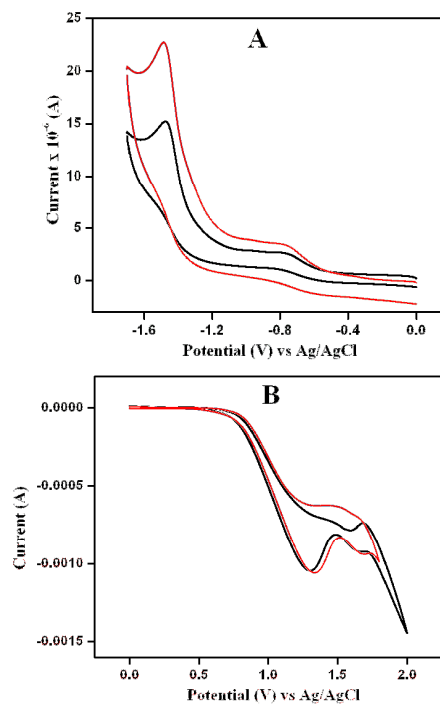 A
25
20
15
10
5
0
Current x 10⁻⁶ (A)
-1.6 -1.2 -0.8 -0.4 0.0
Potential (V) vs Ag/AgCl
B
0.0000
-0.0005
-0.0010
-0.0015
Current (A)
0.0 0.5 1.0 1.5 2.0
Potential (V) vs Ag/AgCl